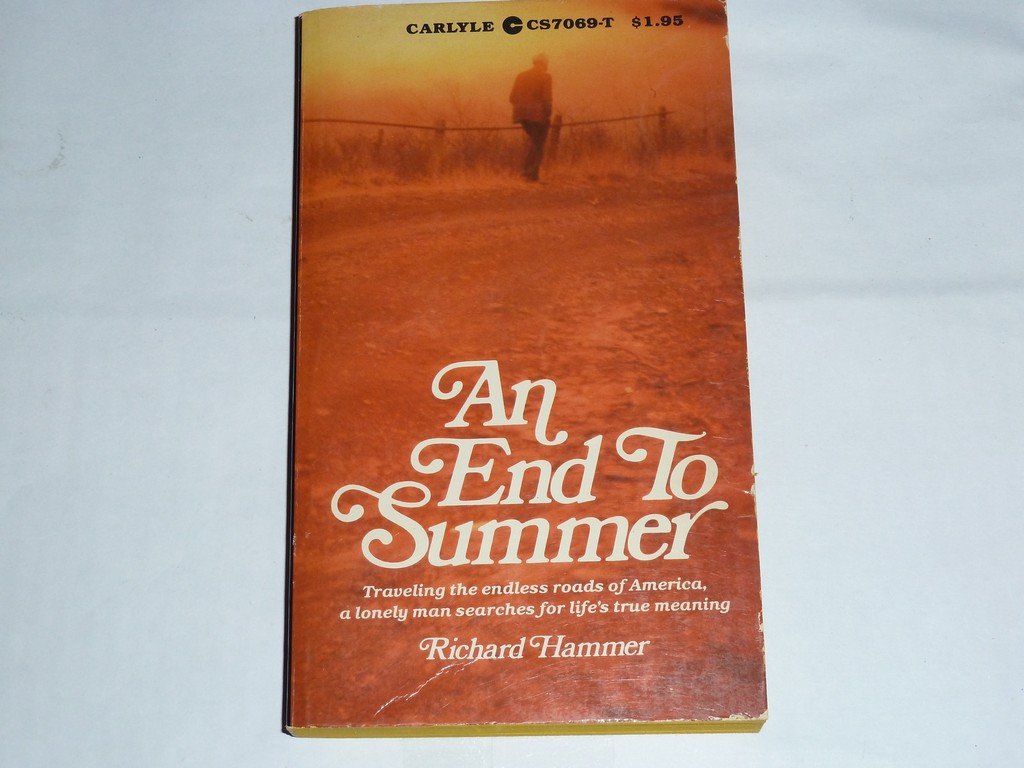 CARLYLE C CS7069-T $1.95
An
End To
Summer
Traveling the endless roads of America,
a lonely man searches for life's true meaning
Richard Hammer